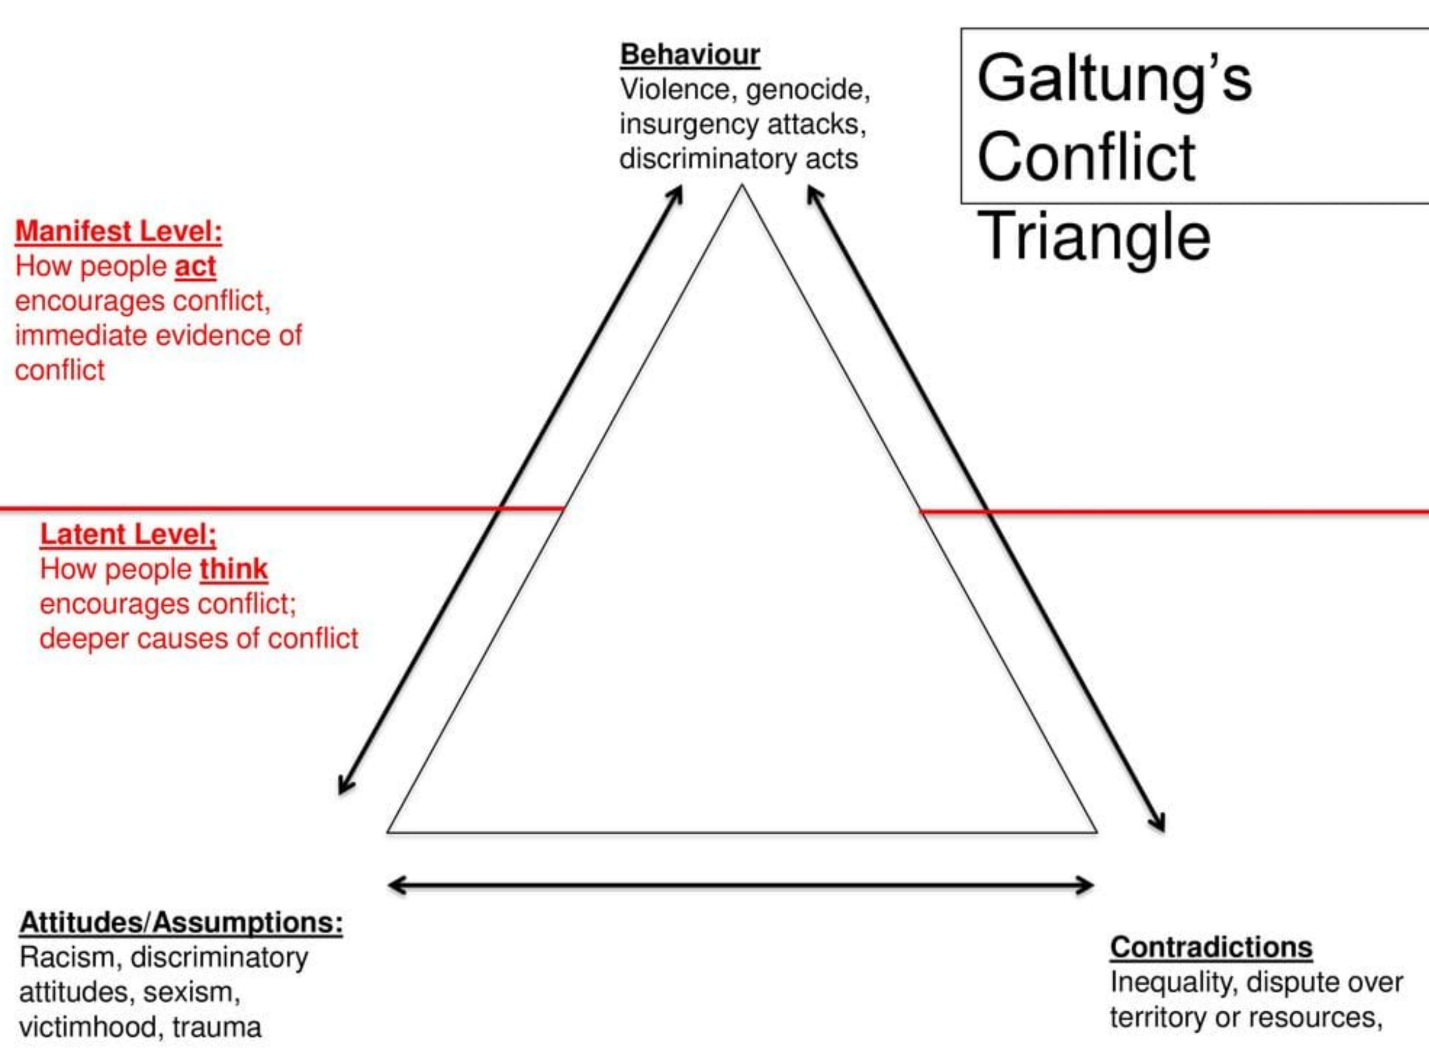 Behaviour
Violence, genocide,
insurgency attacks,
discriminatory acts
Galtung’s
Conflict
Triangle
Manifest Level:
How people act
encourages conflict,
immediate evidence of
conflict
Latent Level;
How people think
encourages conflict;
deeper causes of conflict
Attitudes/Assumptions:
Racism, discriminatory
attitudes, sexism,
victimhood, trauma
Contradictions
Inequality, dispute over
territory or resources,